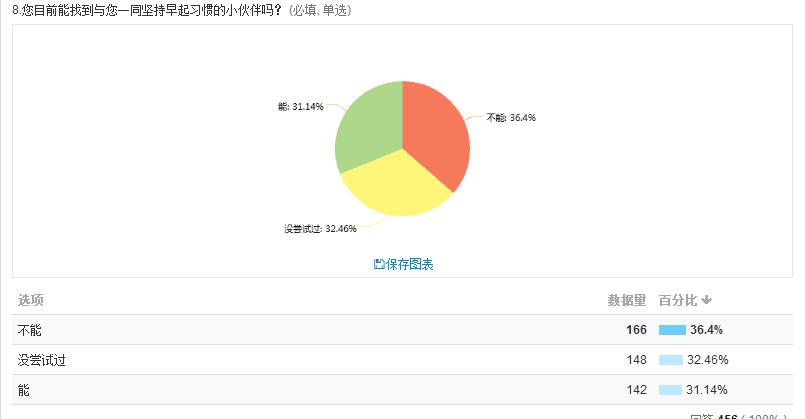 8.您目前能找到与您一同坚持早起习惯的小伙伴吗? (必填, 单选)
能: 31.14%
不能: 36.4%
没尝试过: 32.46%
保存图表
选项 数据量 百分比
不能 166 36.4%
没尝试过 148 32.46%
能 142 31.14%
456 ( 100% )